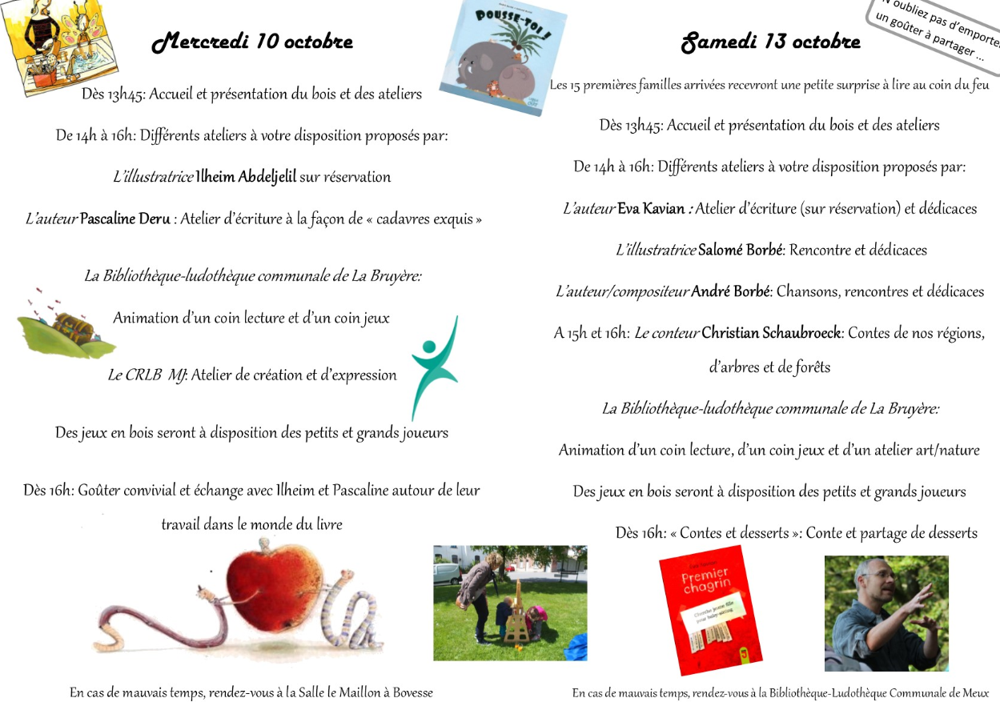 Mercredi 10 octobre
Dès 13h45: Accueil et présentation du bois et des ateliers
De 14h à 16h: Différents ateliers à votre disposition proposés par:
L'illustratrice Ilheim Abdeljelil sur réservation
L'auteur Pascaline Deru : Atelier d'écriture à la façon de « cadavres exquis »
La Bibliothèque-ludothèque communale de La Bruyère:
Animation d'un coin lecture et d'un coin jeux
Le CRLB MJ: Atelier de création et d'expression
Des jeux en bois seront à disposition des petits et grands joueurs
Dès 16h: Goûter convivial et échange avec Ilheim et Pascaline autour de leur
travail dans le monde du livre
En cas de mauvais temps, rendez-vous à la Salle le Maillon à Bovesse
POUSSE-TOI !
Samedi 13 octobre
N'oubliez pas d'emporter
un goûter à partager ...
Les 15 premières familles arrivées recevront une petite surprise à lire au coin du feu
Dès 13h45: Accueil et présentation du bois et des ateliers
De 14h à 16h: Différents ateliers à votre disposition proposés par:
L'auteur Eva Kavian : Atelier d'écriture (sur réservation) et dédicaces
L'illustratrice Salomé Borbé: Rencontre et dédicaces
L'auteur/compositeur André Borbé: Chansons, rencontres et dédicaces
A 15h et 16h: Le conteur Christian Schaubroeck: Contes de nos régions,
d'arbres et de forêts
La Bibliothèque-ludothèque communale de La Bruyère:
Animation d'un coin lecture, d'un coin jeux et d'un atelier art/nature
Des jeux en bois seront à disposition des petits et grands joueurs
Dès 16h: « Contes et desserts »: Conte et partage de desserts
Premier
chagrin
Cherche jeune fille
pour baby-sitting
En cas de mauvais temps, rendez-vous à la Bibliothèque-Ludothèque Communale de Meux